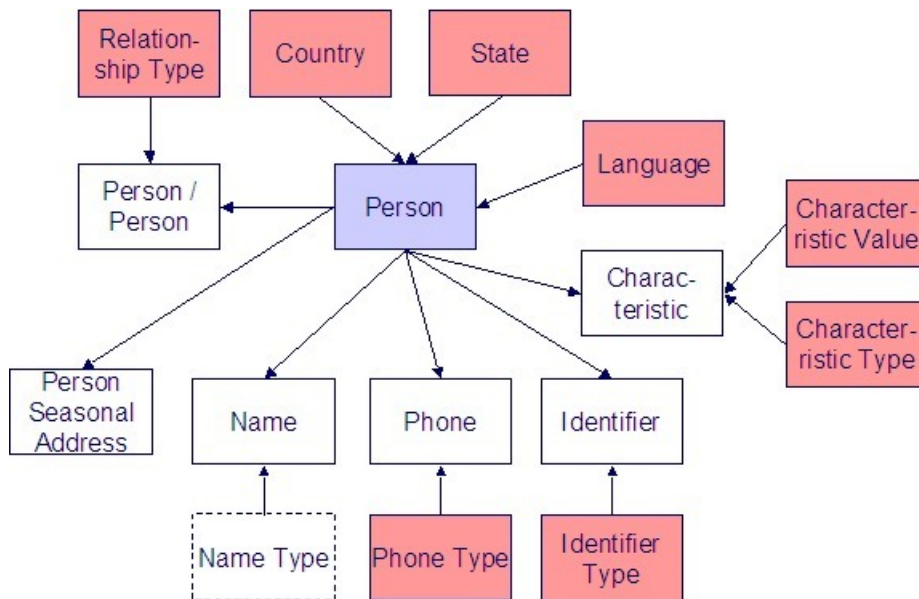 Relation-
ship Type
Country
State
Language
Person /
Person
Person
Character-
ristic Value
Charac-
teristic
Character-
ristic Type
Person
Seasonal
Address
Name
Phone
Identifier
Name Type
Phone Type
Identifier
Type